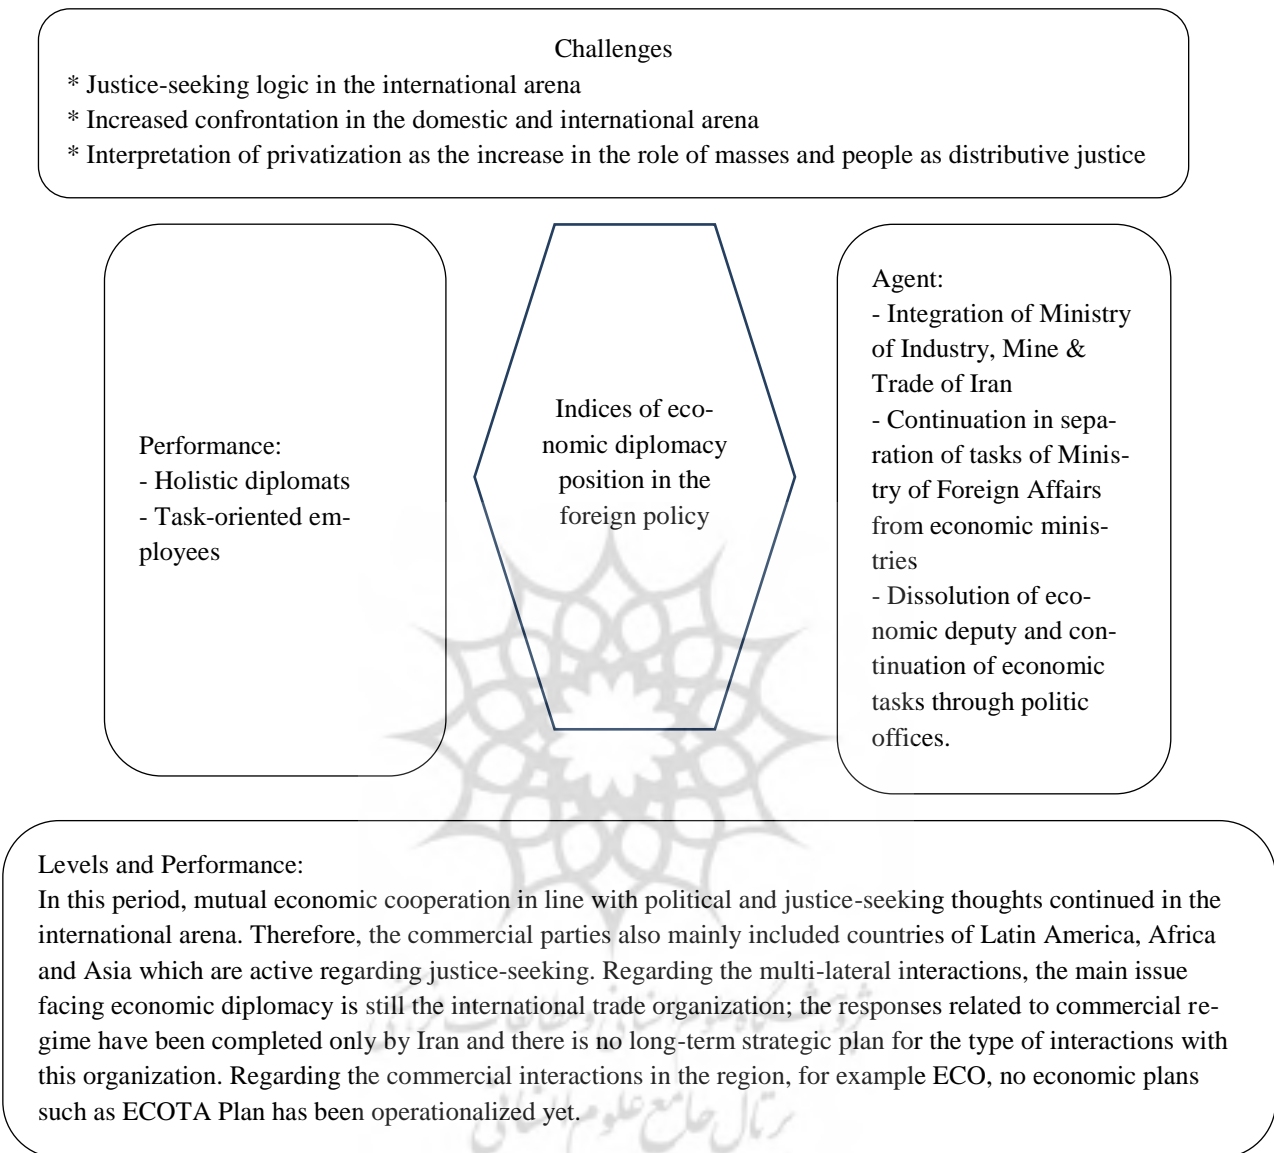 Challenges
* Justice-seeking logic in the international arena
* Increased confrontation in the domestic and international arena
* Interpretation of privatization as the increase in the role of masses and people as distributive justice
Performance:
- Holistic diplomats
- Task-oriented em-
ployees
Indices of eco-
nomic diplomacy
position in the
foreign policy
Agent:
- Integration of Ministry
of Industry, Mine &
Trade of Iran
- Continuation in sepa-
ration of tasks of Minis-
try of Foreign Affairs
from economic minis-
tries
- Dissolution of eco-
nomic deputy and con-
tinuation of economic
tasks through politic
offices.
Levels and Performance:
In this period, mutual economic cooperation in line with political and justice-seeking thoughts continued in the
international arena. Therefore, the commercial parties also mainly included countries of Latin America, Africa
and Asia which are active regarding justice-seeking. Regarding the multi-lateral interactions, the main issue
facing economic diplomacy is still the international trade organization; the responses related to commercial re-
gime have been completed only by Iran and there is no long-term strategic plan for the type of interactions with
this organization. Regarding the commercial interactions in the region, for example ECO, no economic plans
such as ECOTA Plan has been operationalized yet.
پژوهشگاه علوم انسانی و مطالعات فرهنگی
پرتال جامع علوم انسانی